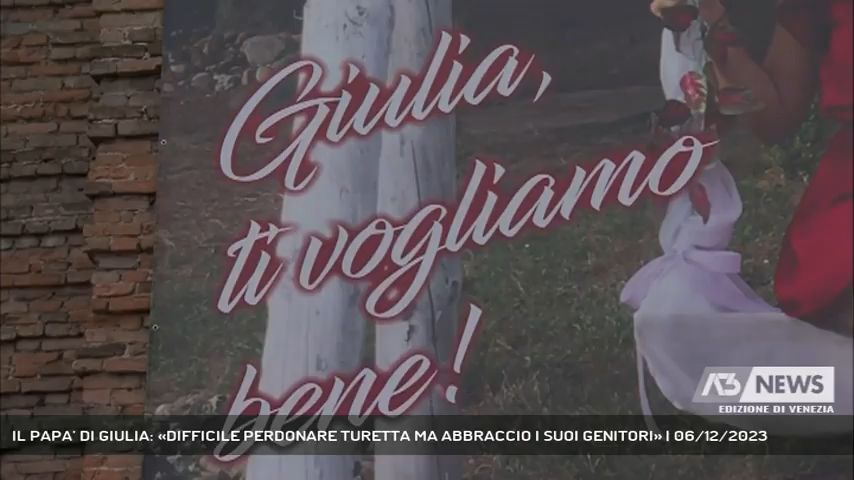 Giulia,
ti vogliamo
bene!
A3 NEWS
EDIZIONE DI VENEZIA
IL PAPA' DI GIULIA: «DIFFICILE PERDONARE TURETTA MA ABBRACCIO I SUOI GENITORI» | 06/12/2023